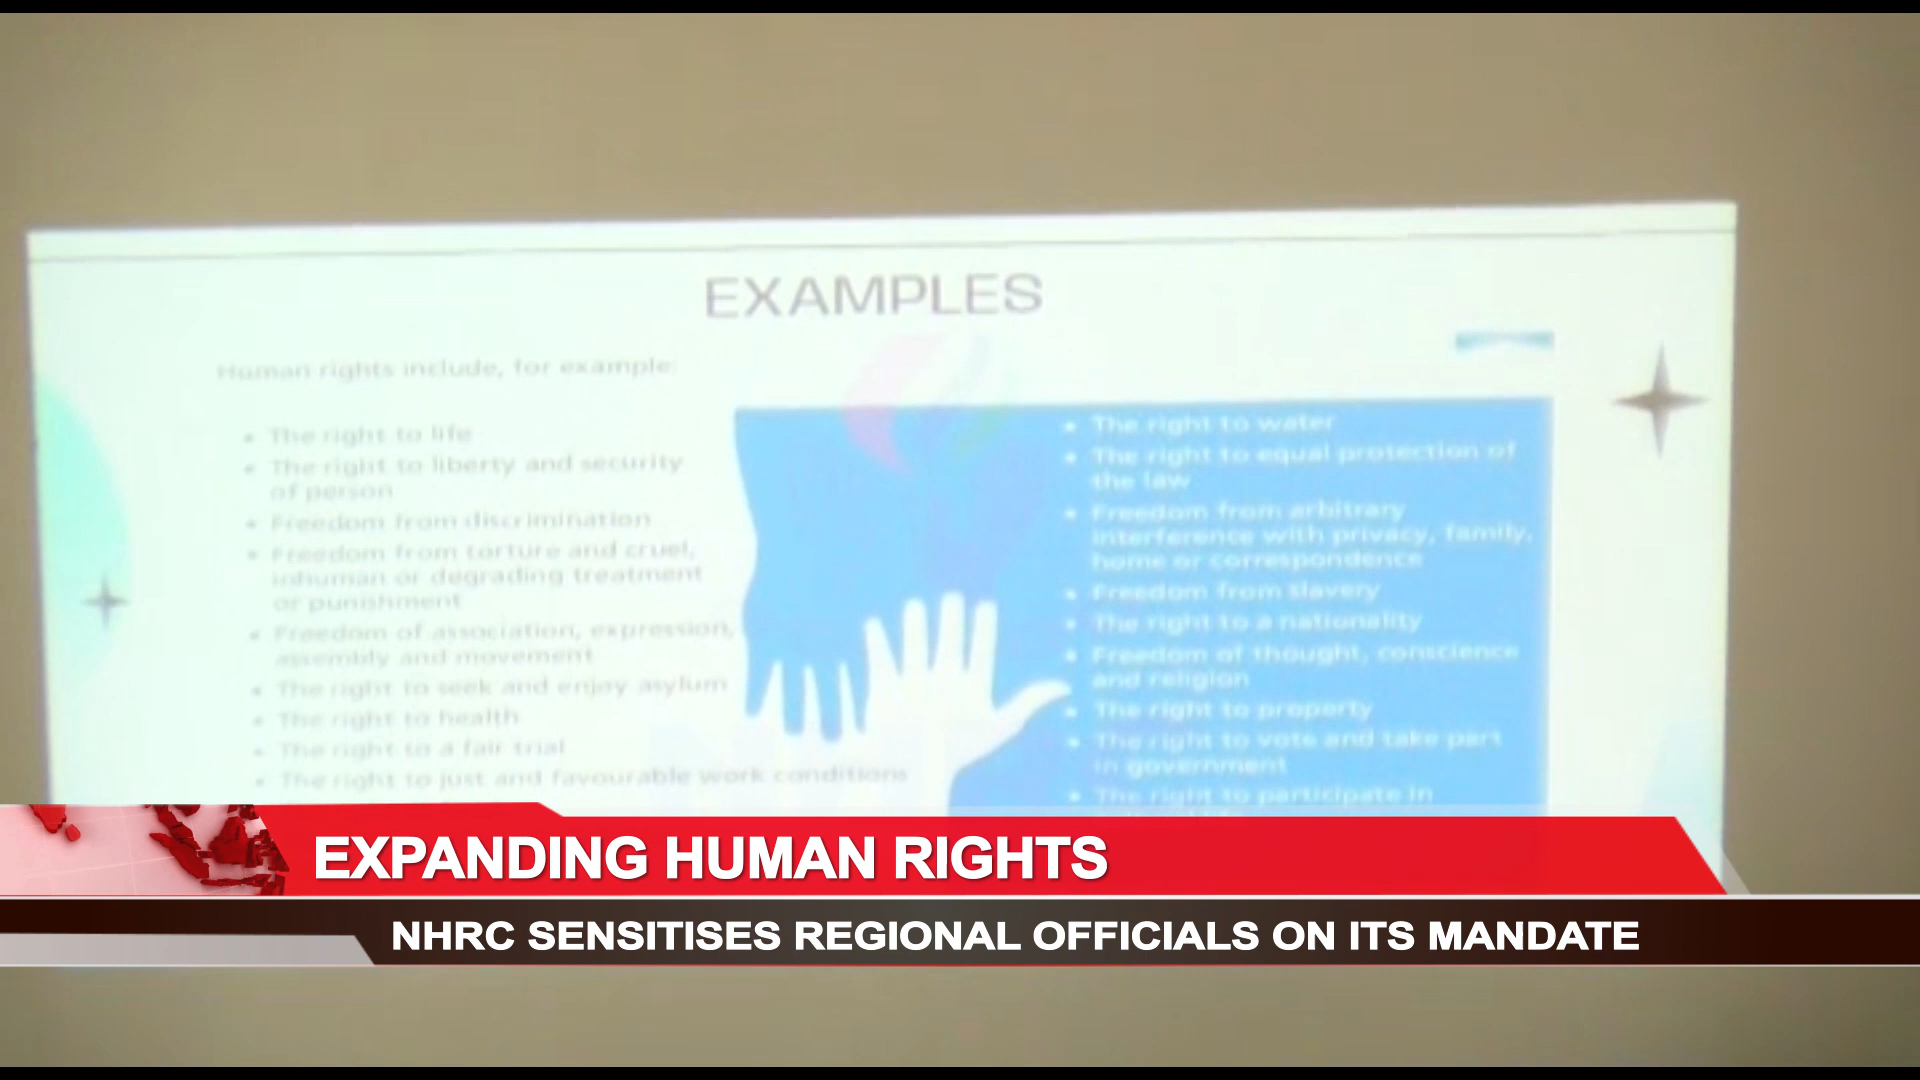 EXAMPLES
Human rights include, for example:
• The right to life
• The right to liberty and security
of person
• Freedom from discrimination
• Freedom from torture and cruel,
inhuman or degrading treatment
or punishment
• Freedom of association, expression,
assembly and movement
• The right to seek and enjoy asylum
• The right to health
• The right to a fair trial
• The right to just and favourable work conditions
• The right to water
• The right to equal protection of
the law
• Freedom from arbitrary
interference with privacy, family,
home or correspondence
• Freedom from slavery
• The right to a nationality
• Freedom of thought, conscience
and religion
• The right to property
• The right to vote and take part
in government
• The right to participate in
EXPANDING HUMAN RIGHTS
NHRC SENSITISES REGIONAL OFFICIALS ON ITS MANDATE